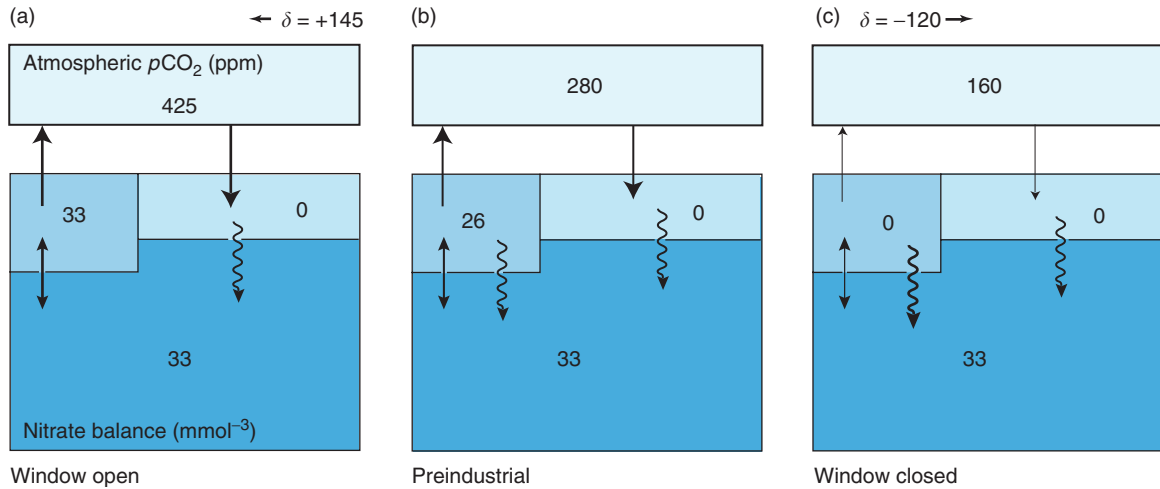 (a)
← δ = +145
Atmospheric pCO₂ (ppm)
425
33
0
33
Nitrate balance (mmol⁻³)
Window open
(b)
280
26
0
33
Preindustrial
(c)
δ = −120 →
160
0
0
33
Window closed